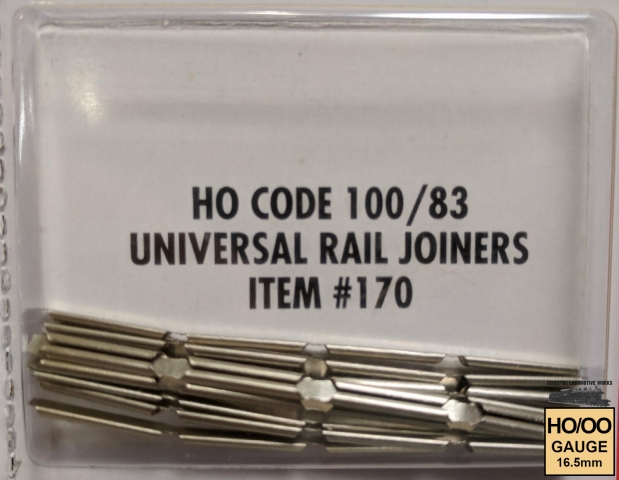 HO CODE 100/83
UNIVERSAL RAIL JOINERS
ITEM #170
HO/OO
GAUGE
16.5mm